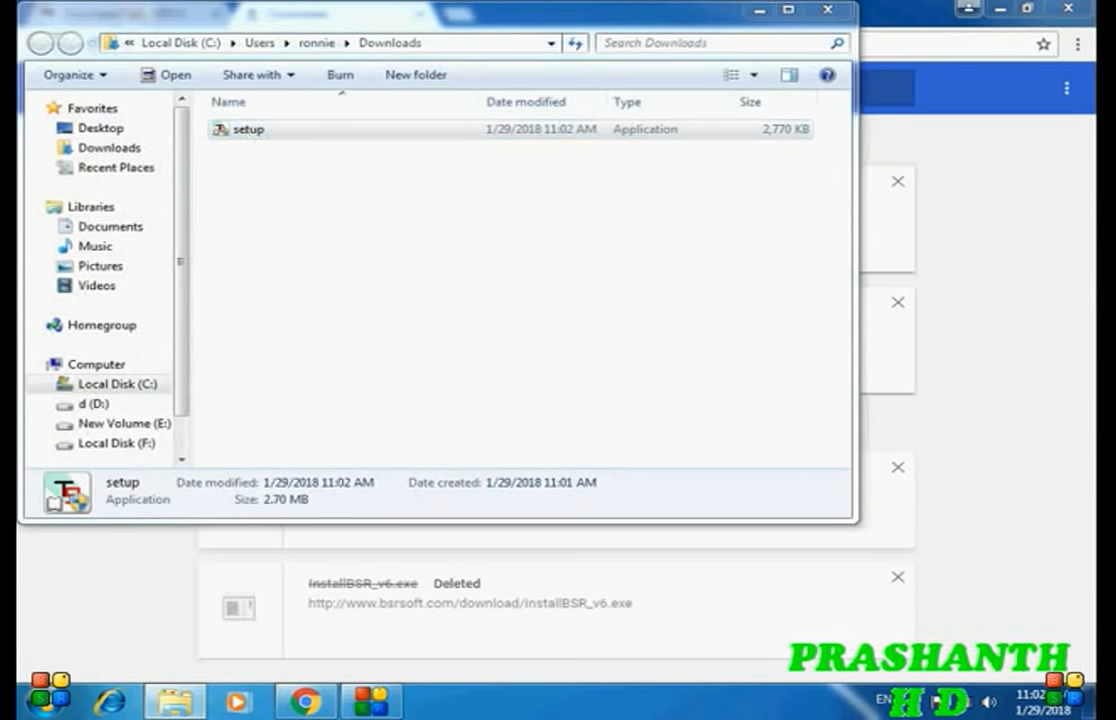 Local Disk (C:) Users ronnie Downloads Search Downloads
Organize Open Share with Burn New folder
Name Date modified Type Size
Favorites
setup 1/29/2018 11:02 AM Application 2,770 KB
Desktop
Downloads
Recent Places
Libraries
Documents
Music
Pictures
Videos
Homegroup
Computer
Local Disk (C:)
d (D:)
New Volume (E:)
Local Disk (F:)
setup Date modified: 1/29/2018 11:02 AM Date created: 1/29/2018 11:01 AM
Application Size: 2.70 MB
InstallBSR_v6.exe Deleted
http://www.bsrsoft.com/download/installBSR_v6.exe
PRASHANTH
H D
EN
11:02
1/29/2018